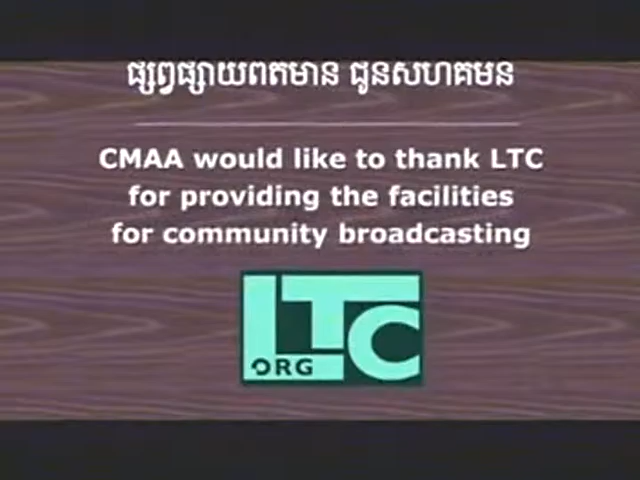 ផ្សព្វផ្សាយពតមាន ជូនសហគមន
CMAA would like to thank LTC
for providing the facilities
for community broadcasting
LTC
ORG